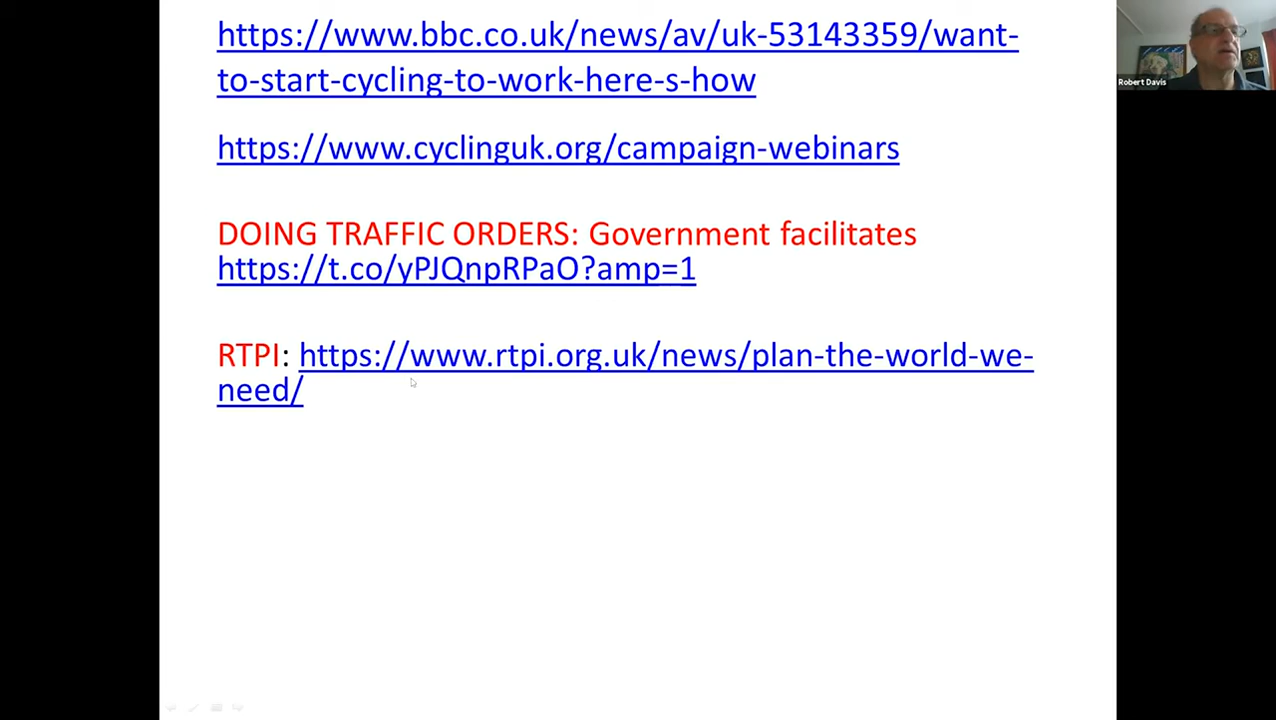 https://www.bbc.co.uk/news/av/uk-53143359/want-
to-start-cycling-to-work-here-s-how
https://www.cyclinguk.org/campaign-webinars
DOING TRAFFIC ORDERS: Government facilitates
https://t.co/yPJQnpRPaO?amp=1
RTPI: https://www.rtpi.org.uk/news/plan-the-world-we-
need/
Robert Davis